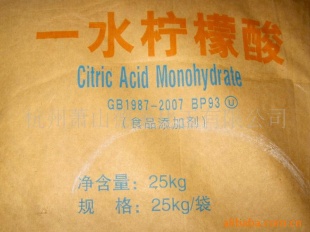 一水柠檬酸
Citric Acid Monohydrate
GB1987-2007 BP93 Ⓤ
(食品添加剂)
净含量: 25kg
规 格: 25kg/袋